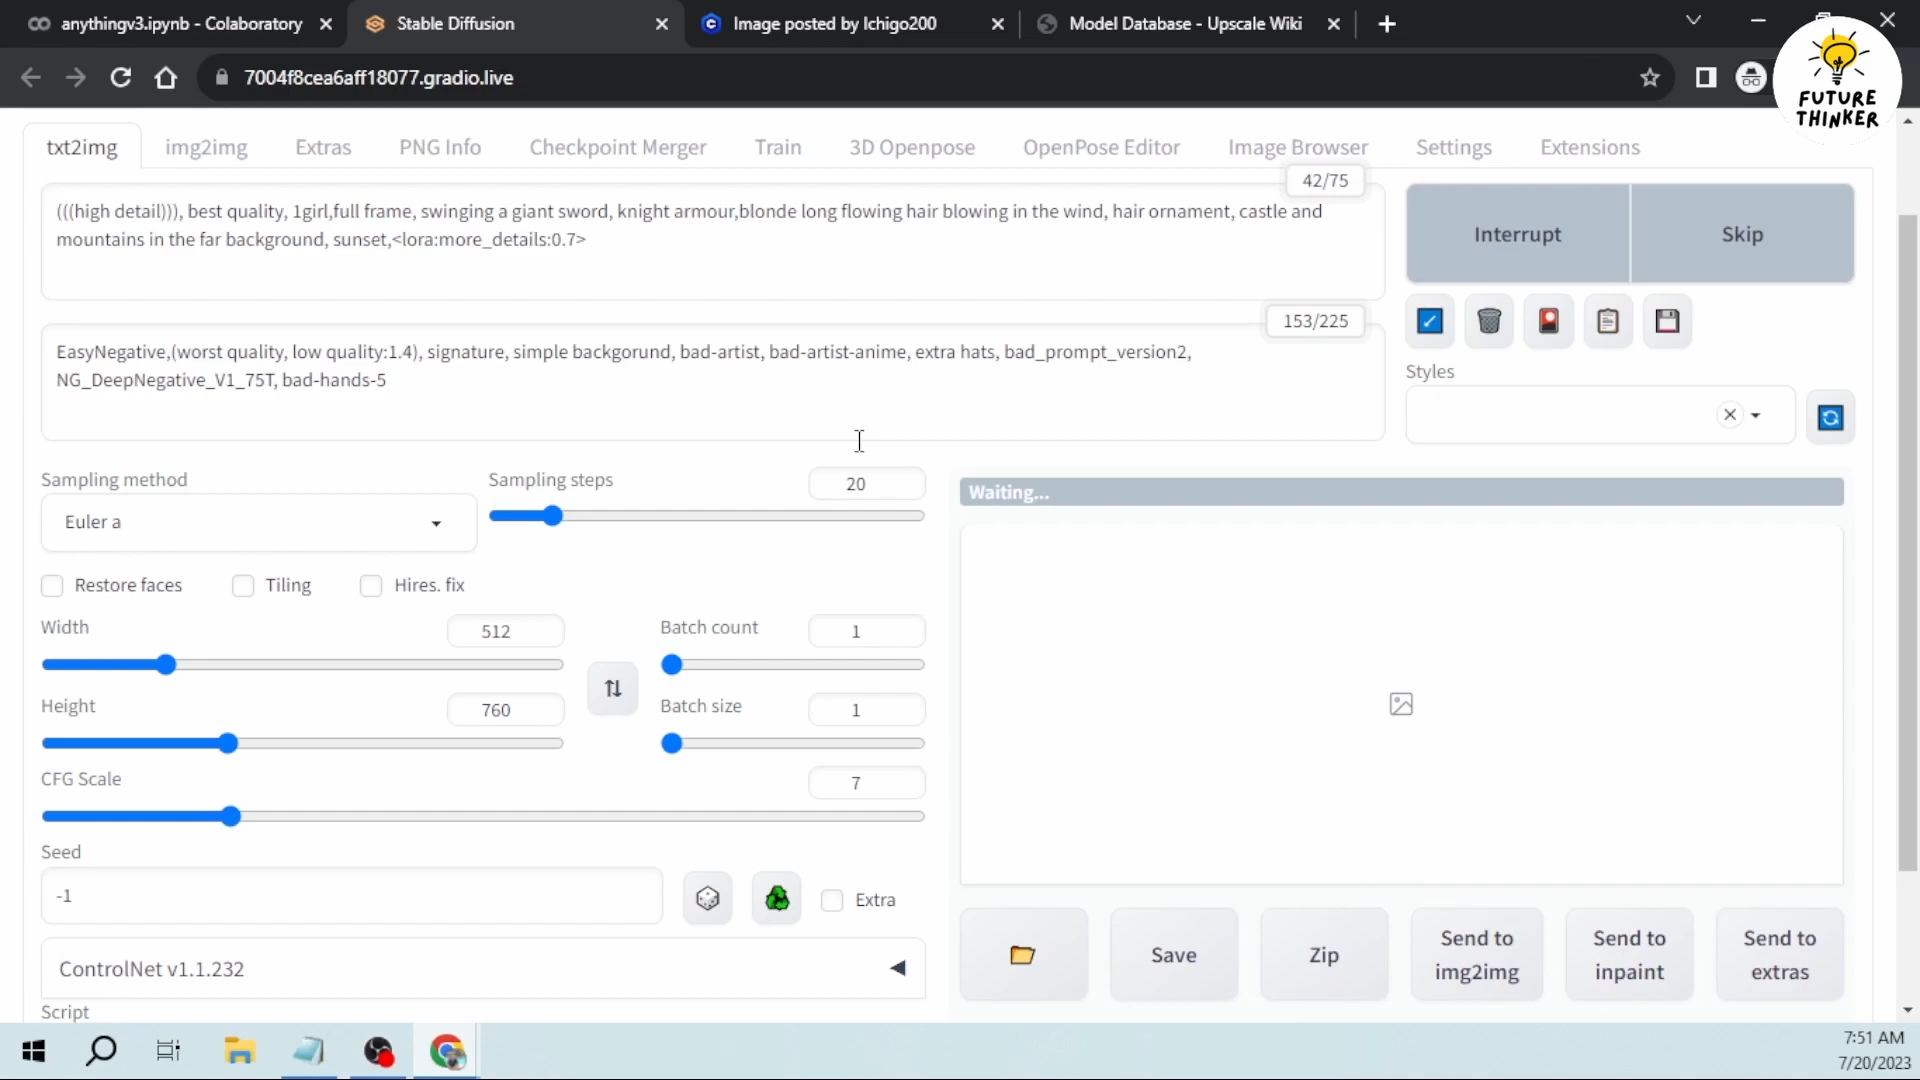 anythingv3.ipynb - Colaboratory
Stable Diffusion
Image posted by Ichigo200
Model Database - Upscale Wiki
7004f8cea6aff18077.gradio.live
FUTURE
THINKER
txt2img
img2img
Extras
PNG Info
Checkpoint Merger
Train
3D Openpose
OpenPose Editor
Image Browser
Settings
Extensions
42/75
(((high detail))), best quality, 1girl,full frame, swinging a giant sword, knight armour,blonde long flowing hair blowing in the wind, hair ornament, castle and
mountains in the far background, sunset,<lora:more_details:0.7>
Interrupt
Skip
153/225
EasyNegative,(worst quality, low quality:1.4), signature, simple backgorund, bad-artist, bad-artist-anime, extra hats, bad_prompt_version2,
NG_DeepNegative_V1_75T, bad-hands-5
Styles
Sampling method
Euler a
Sampling steps
20
Waiting...
Restore faces
Tiling
Hires. fix
Width
512
Batch count
1
Height
760
Batch size
1
CFG Scale
7
Seed
-1
Extra
ControlNet v1.1.232
Script
Save
Zip
Send to
img2img
Send to
inpaint
Send to
extras
7:51 AM
7/20/2023